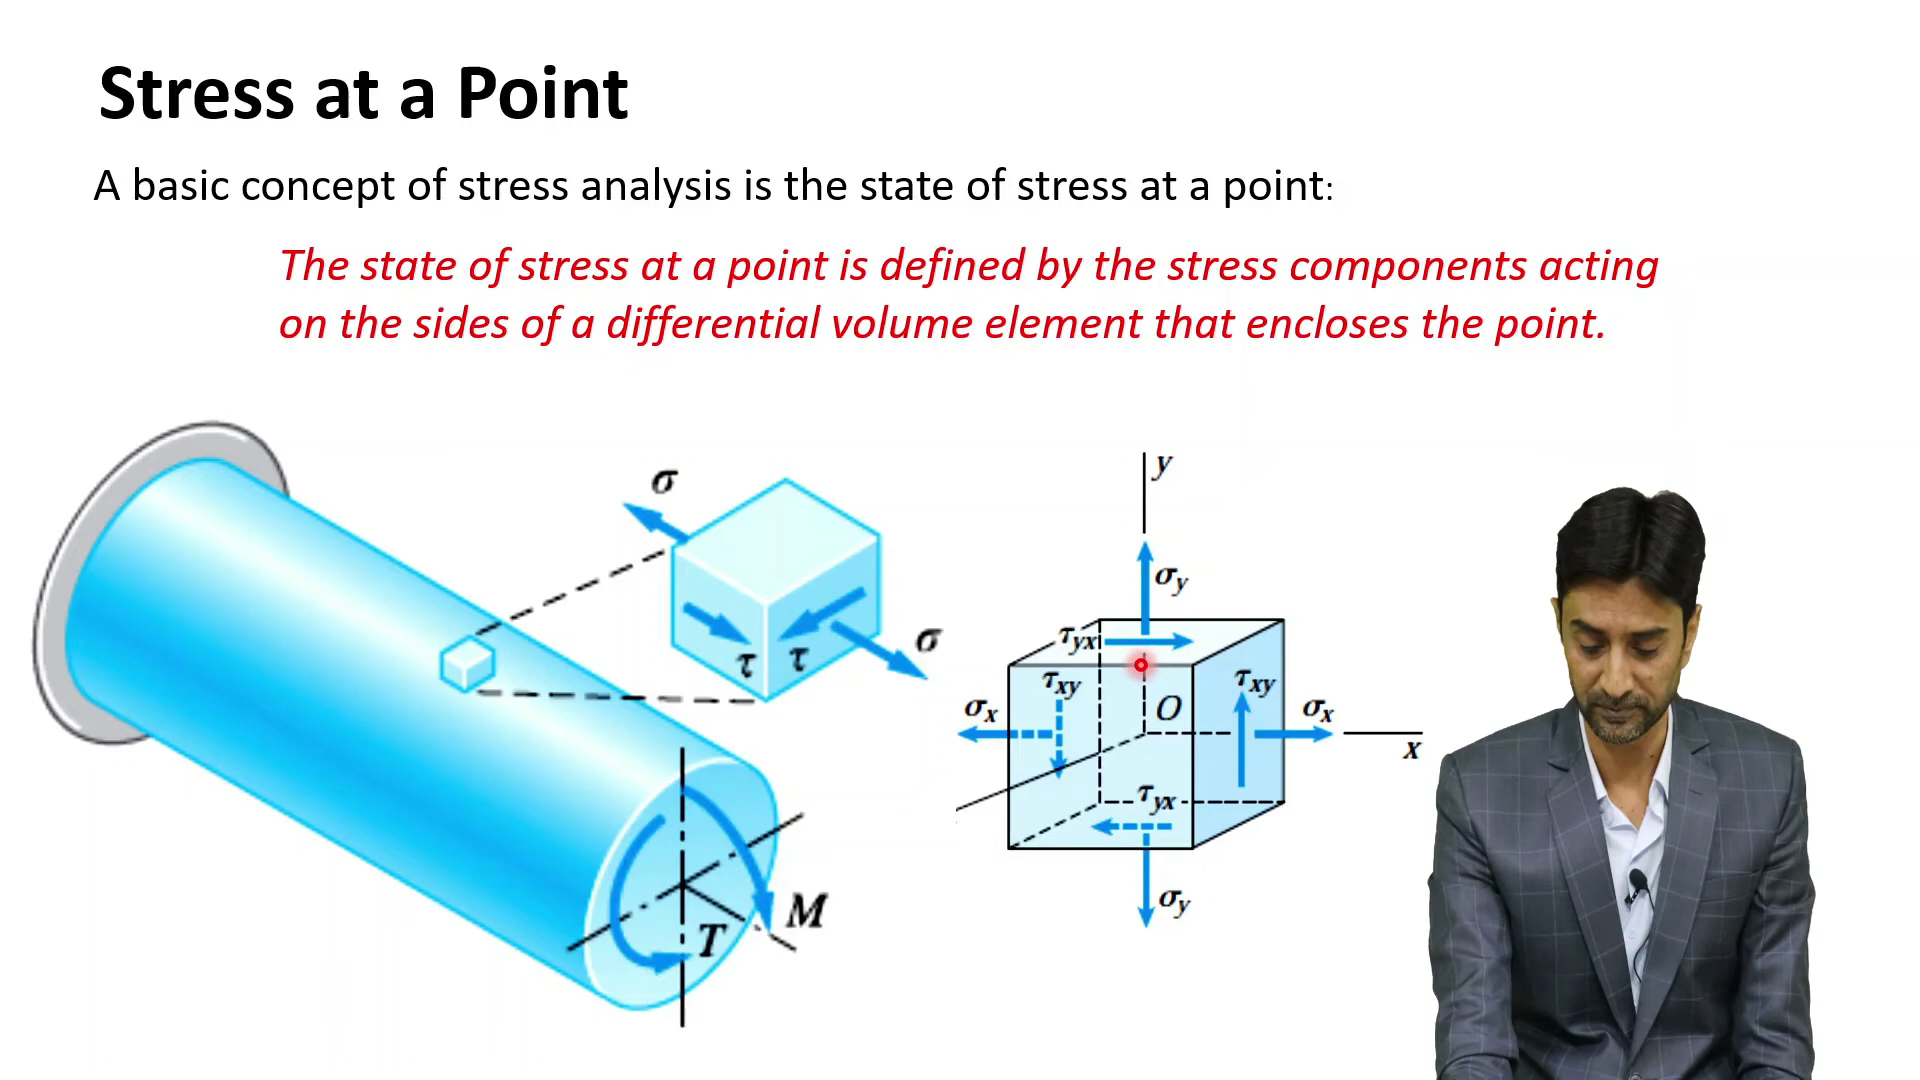 Stress at a Point
A basic concept of stress analysis is the state of stress at a point:
The state of stress at a point is defined by the stress components acting
on the sides of a differential volume element that encloses the point.
σ
σ
τ
τ
T
M
y
σy
τyx
τxy
τxy
σx
O
σx
x
τyx
σy